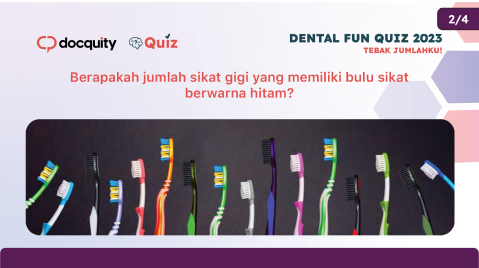 2/4
docquity Quiz
DENTAL FUN QUIZ 2023
TEBAK JUMLAHKU!
Berapakah jumlah sikat gigi yang memiliki bulu sikat
berwarna hitam?